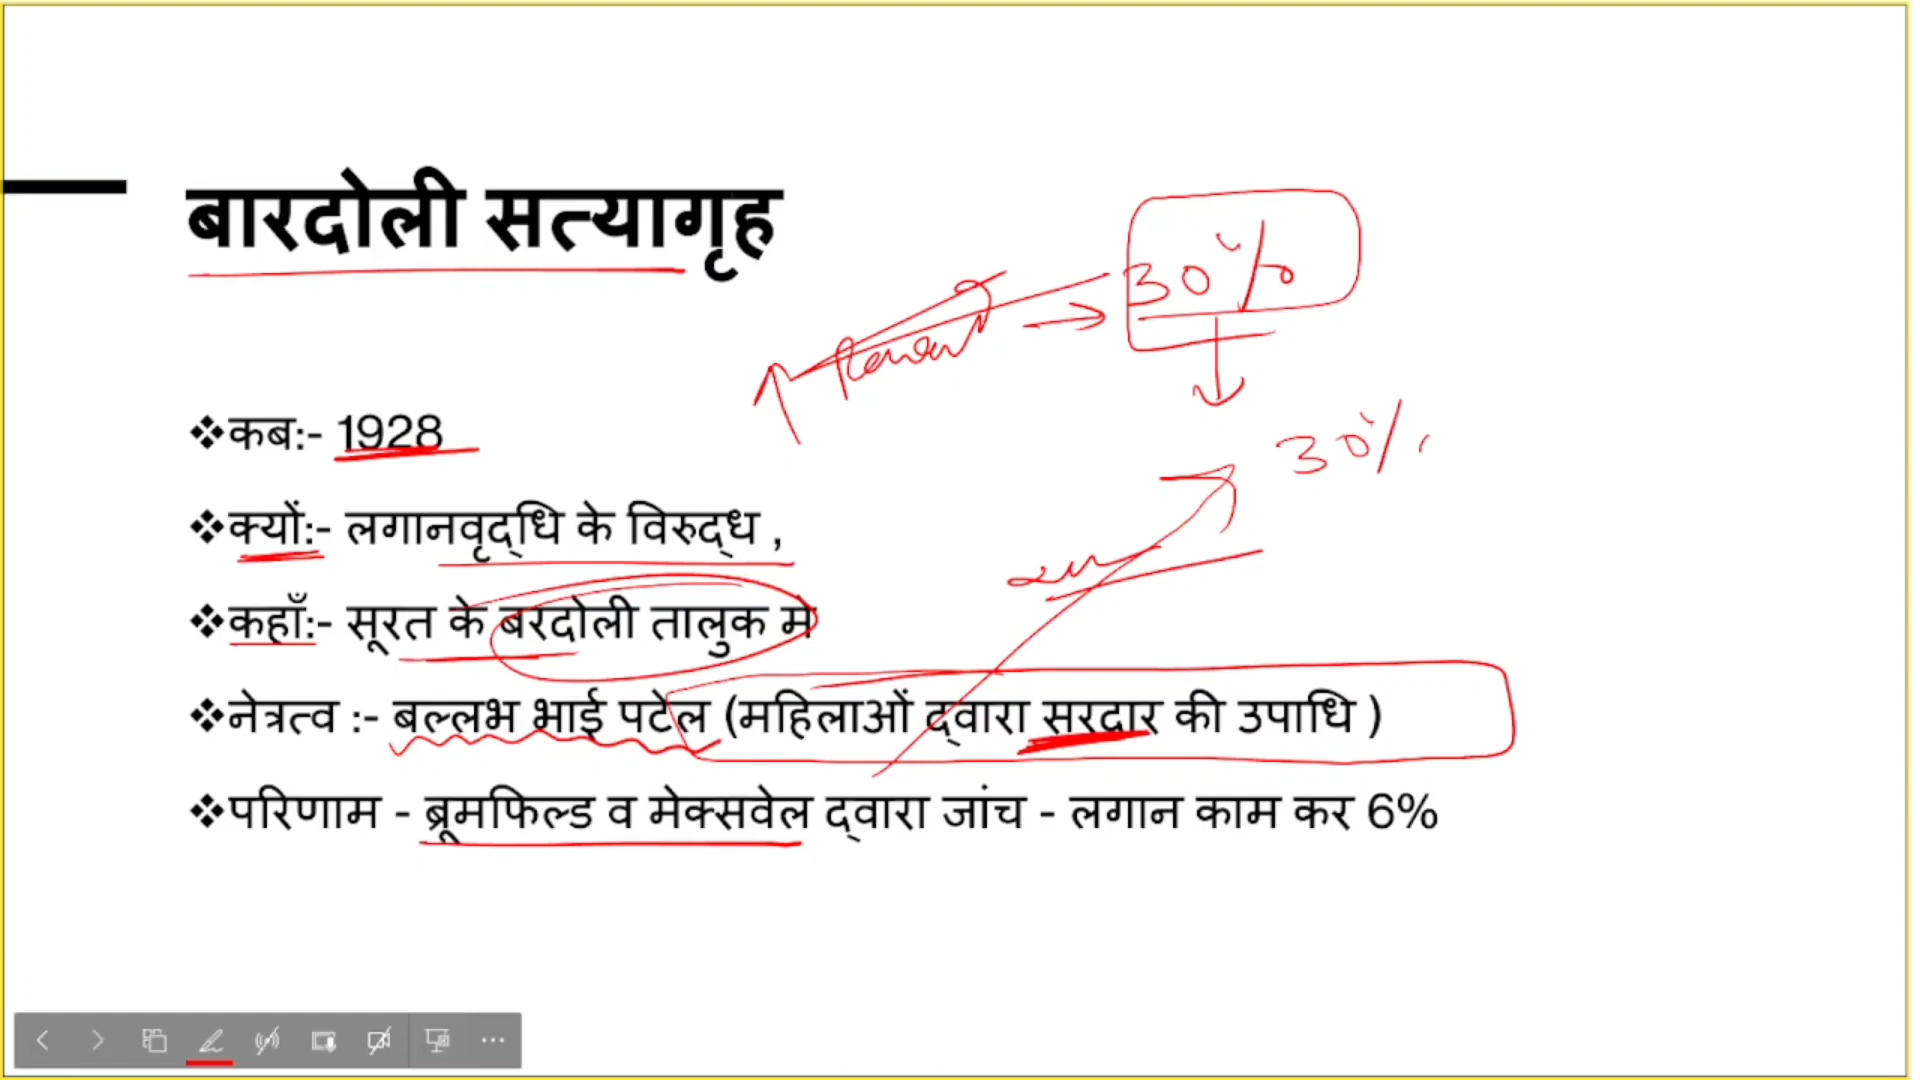 बारदोली सत्यागृह
30%
❖कब:- 1928
30%
❖क्यों:- लगानवृद्धि के विरुद्ध ,
❖कहाँ:- सूरत के बरदोली तालुक मे
❖नेत्रत्व :- बल्लभ भाई पटेल (महिलाओं द्वारा सरदार की उपाधि )
❖परिणाम - ब्रूमफिल्ड व मेक्सवेल द्वारा जांच - लगान काम कर 6%